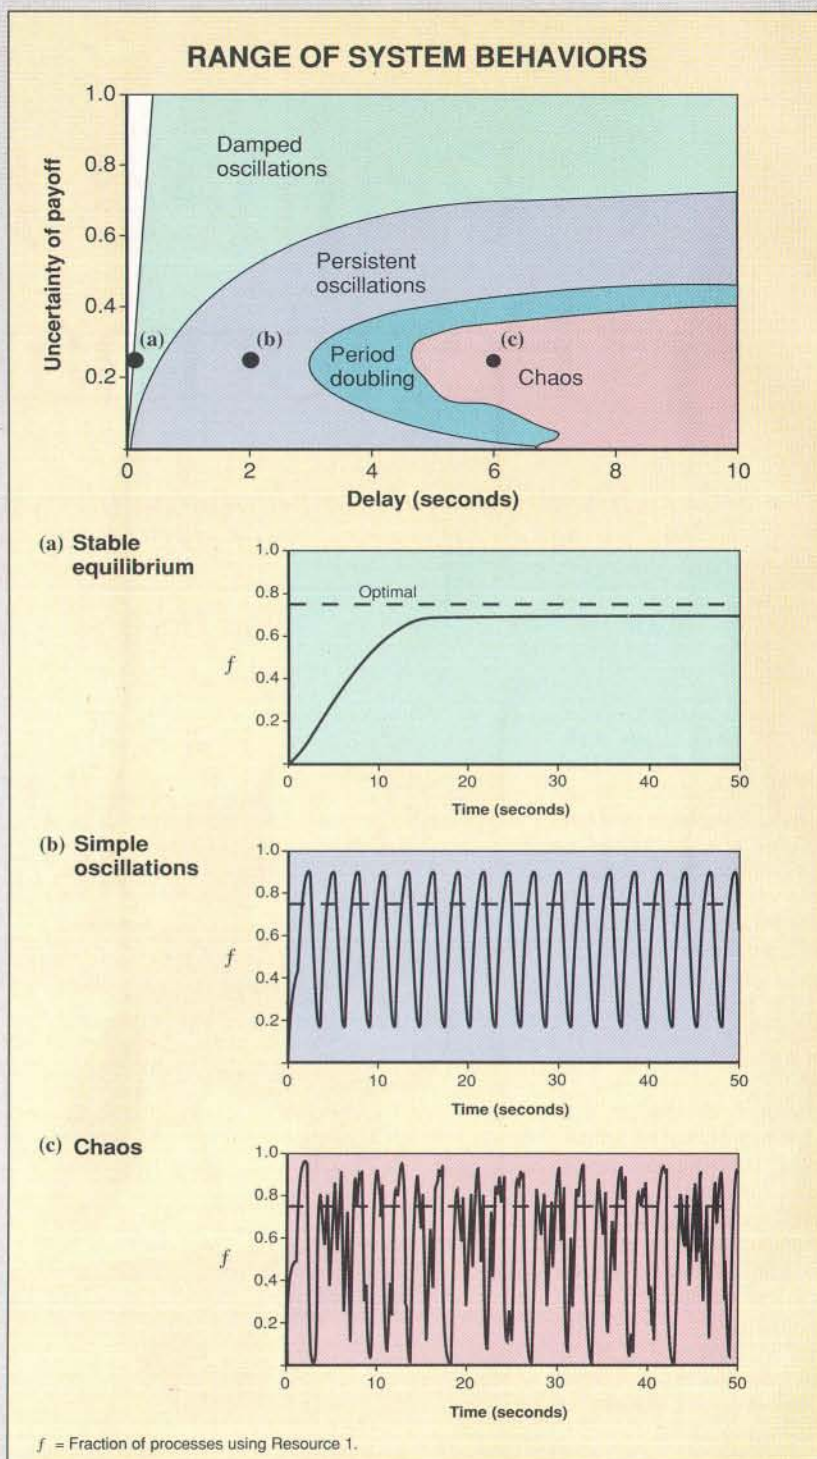 RANGE OF SYSTEM BEHAVIORS
1.0
0.8
0.6
0.4
0.2
Uncertainty of payoff
Damped
oscillations
Persistent
oscillations
Period
doubling
Chaos
(a)
(b)
(c)
0 2 4 6 8 10
Delay (seconds)
(a) Stable
equilibrium
1.0
0.8
0.6
0.4
0.2
f
Optimal
0 10 20 30 40 50
Time (seconds)
(b) Simple
oscillations
1.0
0.8
0.6
0.4
0.2
f
0 10 20 30 40 50
Time (seconds)
(c) Chaos
1.0
0.8
0.6
0.4
0.2
f
0 10 20 30 40 50
Time (seconds)
f = Fraction of processes using Resource 1.